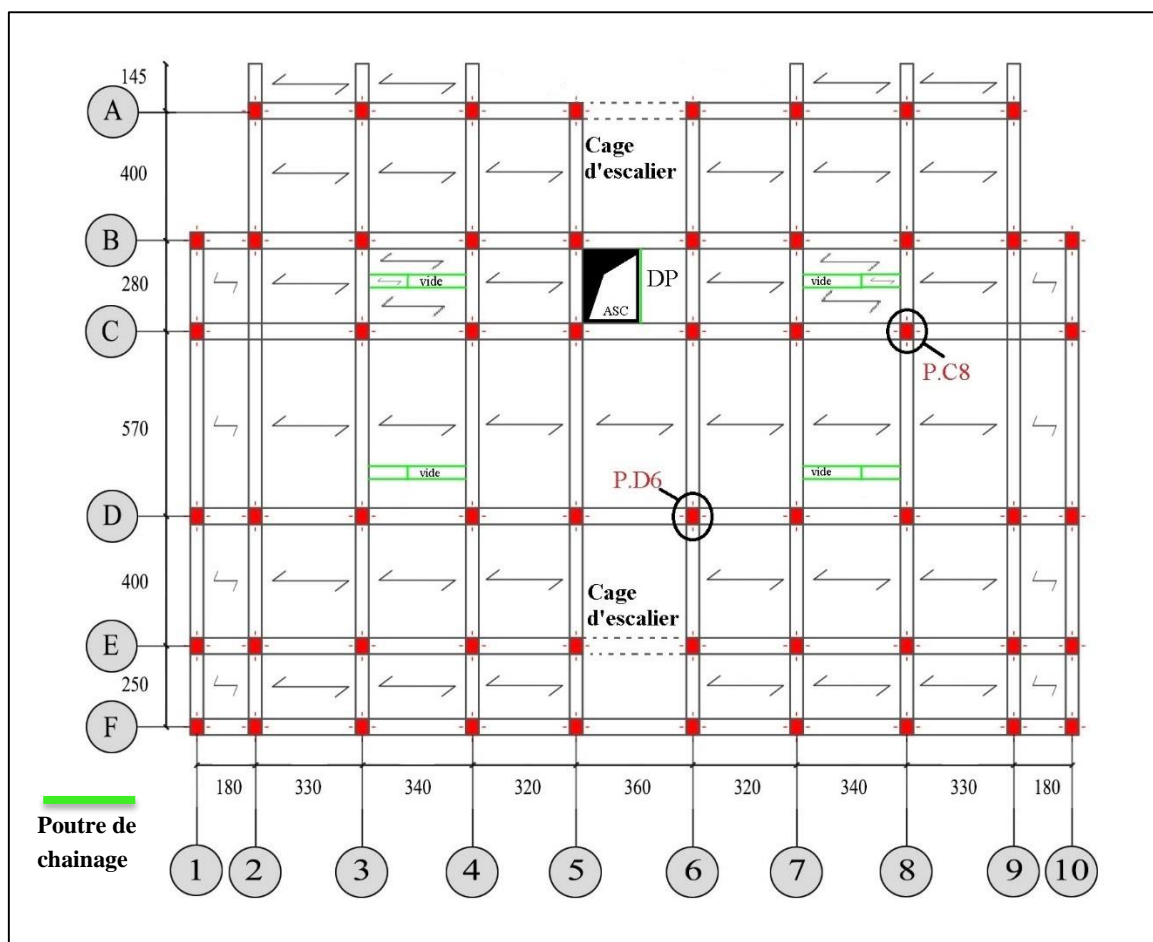 145
A
Cage
d'escalier
400
B
280
vide
DP
vide
ASC
C
P.C8
570
vide
P.D6
vide
D
400
Cage
d'escalier
E
250
F
180 330 340 320 360 320 340 330 180
Poutre de
chainage
1 2 3 4 5 6 7 8 9 10